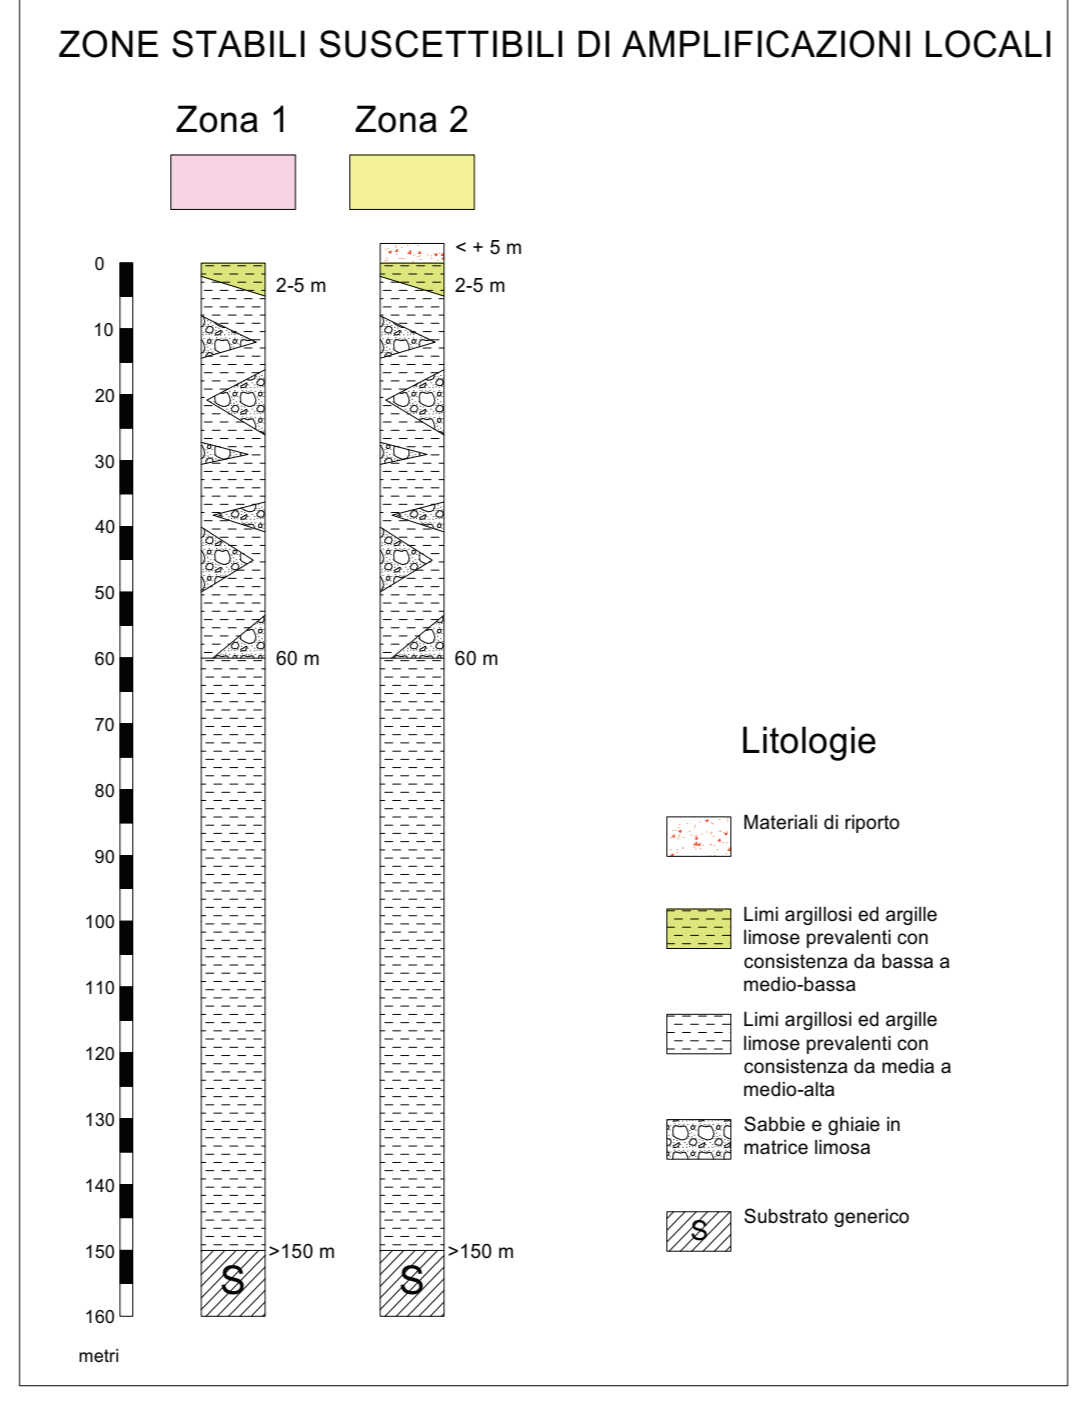 ZONE STABILI SUSCETTIBILI DI AMPLIFICAZIONI LOCALI
Zona 1
Zona 2
< + 5 m
0
2-5 m
2-5 m
10
20
30
40
50
60
60 m
60 m
70
80
90
100
110
120
130
140
150
>150 m
>150 m
S
S
160
metri
Litologie
Materiali di riporto
Limi argillosi ed argille
limose prevalenti con
consistenza da bassa a
medio-bassa
Limi argillosi ed argille
limose prevalenti con
consistenza da media a
medio-alta
Sabbie e ghiaie in
matrice limosa
S
Substrato generico